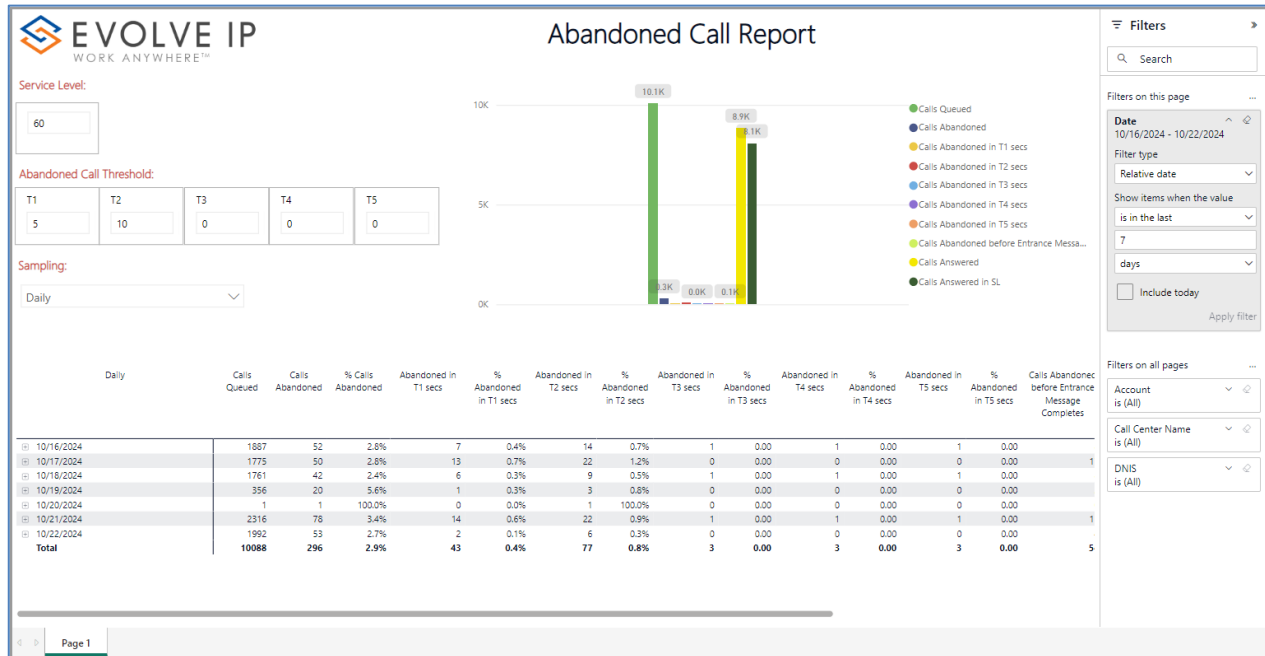 EVOLVE IP
WORK ANYWHERE™
Abandoned Call Report
Service Level:
60
Abandoned Call Threshold:
T1 T2 T3 T4 T5
5 10 0 0 0
Sampling:
Daily
10K
5K
0K
10.1K
0.3K
0.0K
0.1K
8.9K
8.1K
Calls Queued
Calls Abandoned
Calls Abandoned in T1 secs
Calls Abandoned in T2 secs
Calls Abandoned in T3 secs
Calls Abandoned in T4 secs
Calls Abandoned in T5 secs
Calls Abandoned before Entrance Messa...
Calls Answered
Calls Answered in SL
Daily Calls Queued Calls Abandoned % Calls Abandoned Abandoned in T1 secs % Abandoned in T1 secs Abandoned in T2 secs % Abandoned in T2 secs Abandoned in T3 secs % Abandoned in T3 secs Abandoned in T4 secs % Abandoned in T4 secs Abandoned in T5 secs % Abandoned in T5 secs Calls Abandoned before Entrance Message Completes
10/16/2024 1887 52 2.8% 7 0.4% 14 0.7% 1 0.00 1 0.00 1 0.00
10/17/2024 1775 50 2.8% 13 0.7% 22 1.2% 0 0.00 0 0.00 0 0.00 1
10/18/2024 1761 42 2.4% 6 0.3% 9 0.5% 1 0.00 1 0.00 1 0.00
10/19/2024 356 20 5.6% 1 0.3% 3 0.8% 0 0.00 0 0.00 0 0.00
10/20/2024 1 1 100.0% 0 0.0% 1 100.0% 0 0.00 0 0.00 0 0.00
10/21/2024 2316 78 3.4% 14 0.6% 22 0.9% 1 0.00 1 0.00 1 0.00 1
10/22/2024 1992 53 2.7% 2 0.1% 6 0.3% 0 0.00 0 0.00 0 0.00
Total 10088 296 2.9% 43 0.4% 77 0.8% 3 0.00 3 0.00 3 0.00 5
Page 1
Filters
Search
Filters on this page ...
Date
10/16/2024 - 10/22/2024
Filter type
Relative date
Show items when the value
is in the last
7
days
Include today
Apply filter
Filters on all pages ...
Account
is (All)
Call Center Name
is (All)
DNIS
is (All)